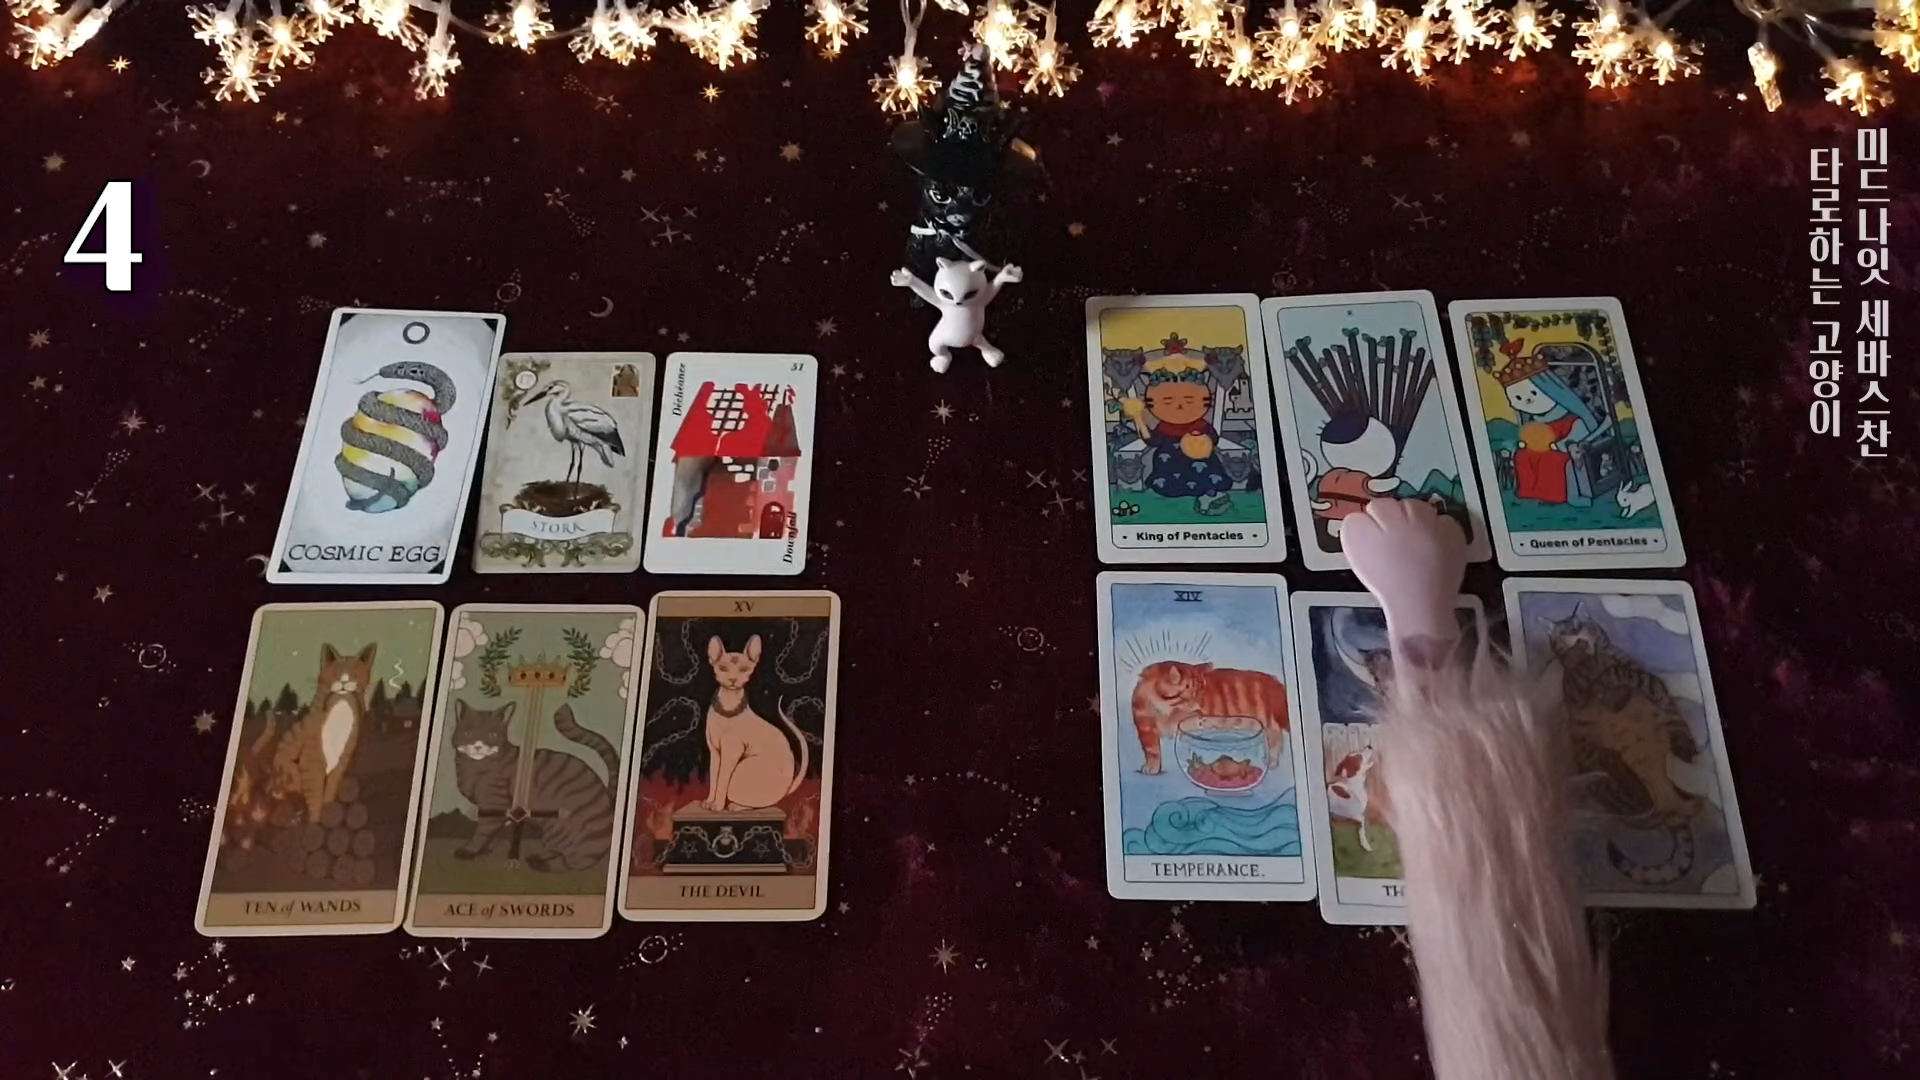 4
미드나잇 세바스찬
타로하는 고양이
COSMIC EGG
17
STORK
51
Déchéance
Downfall
King of Pentacles
X
Queen of Pentacles
TEN of WANDS
ACE of SWORDS
XV
THE DEVIL
XIV
TEMPERANCE.
TH